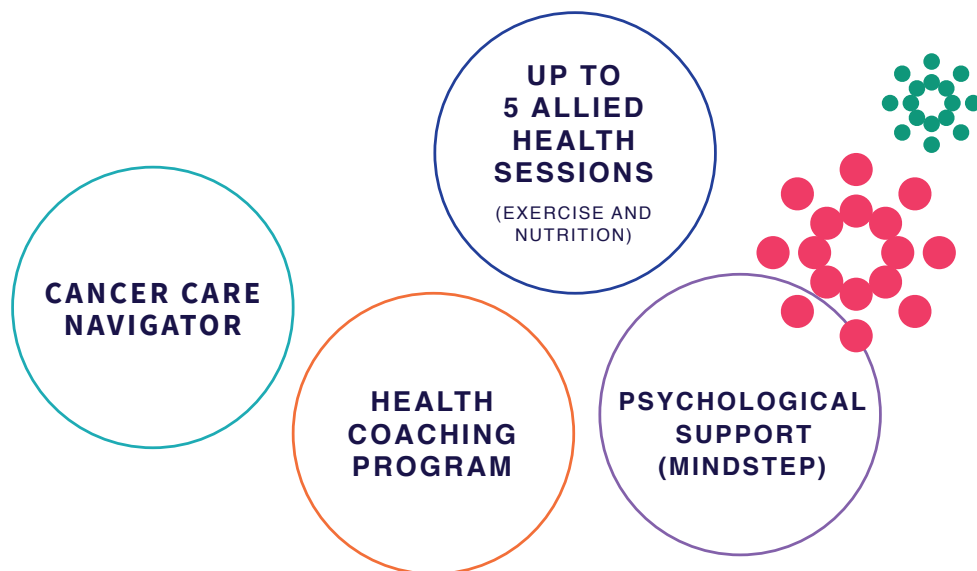 UP TO
5 ALLIED
HEALTH
SESSIONS
(EXERCISE AND
NUTRITION)
CANCER CARE
NAVIGATOR
HEALTH
COACHING
PROGRAM
PSYCHOLOGICAL
SUPPORT
(MINDSTEP)